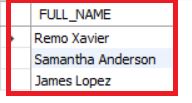 FULL_NAME
Remo Xavier
Samantha Anderson
James Lopez